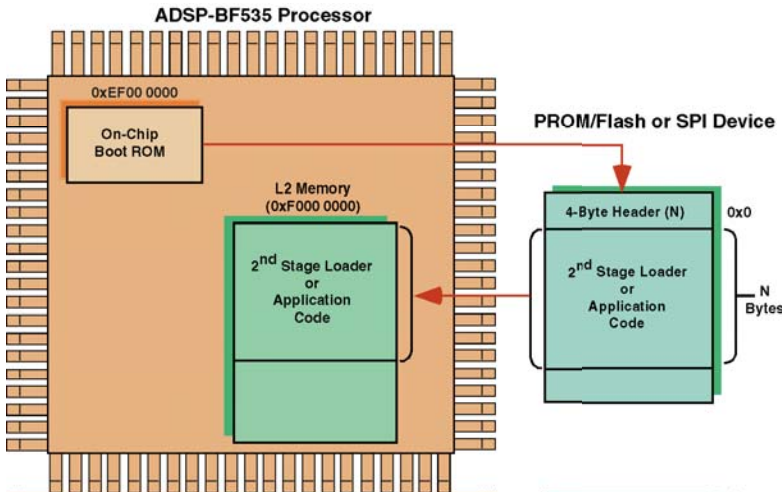 ADSP-BF535 Processor
0xEF00 0000
On-Chip
Boot ROM
L2 Memory
(0xF000 0000)
2nd Stage Loader
or
Application
Code
PROM/Flash or SPI Device
4-Byte Header (N)
0x0
2nd Stage Loader
or
Application
Code
N
Bytes